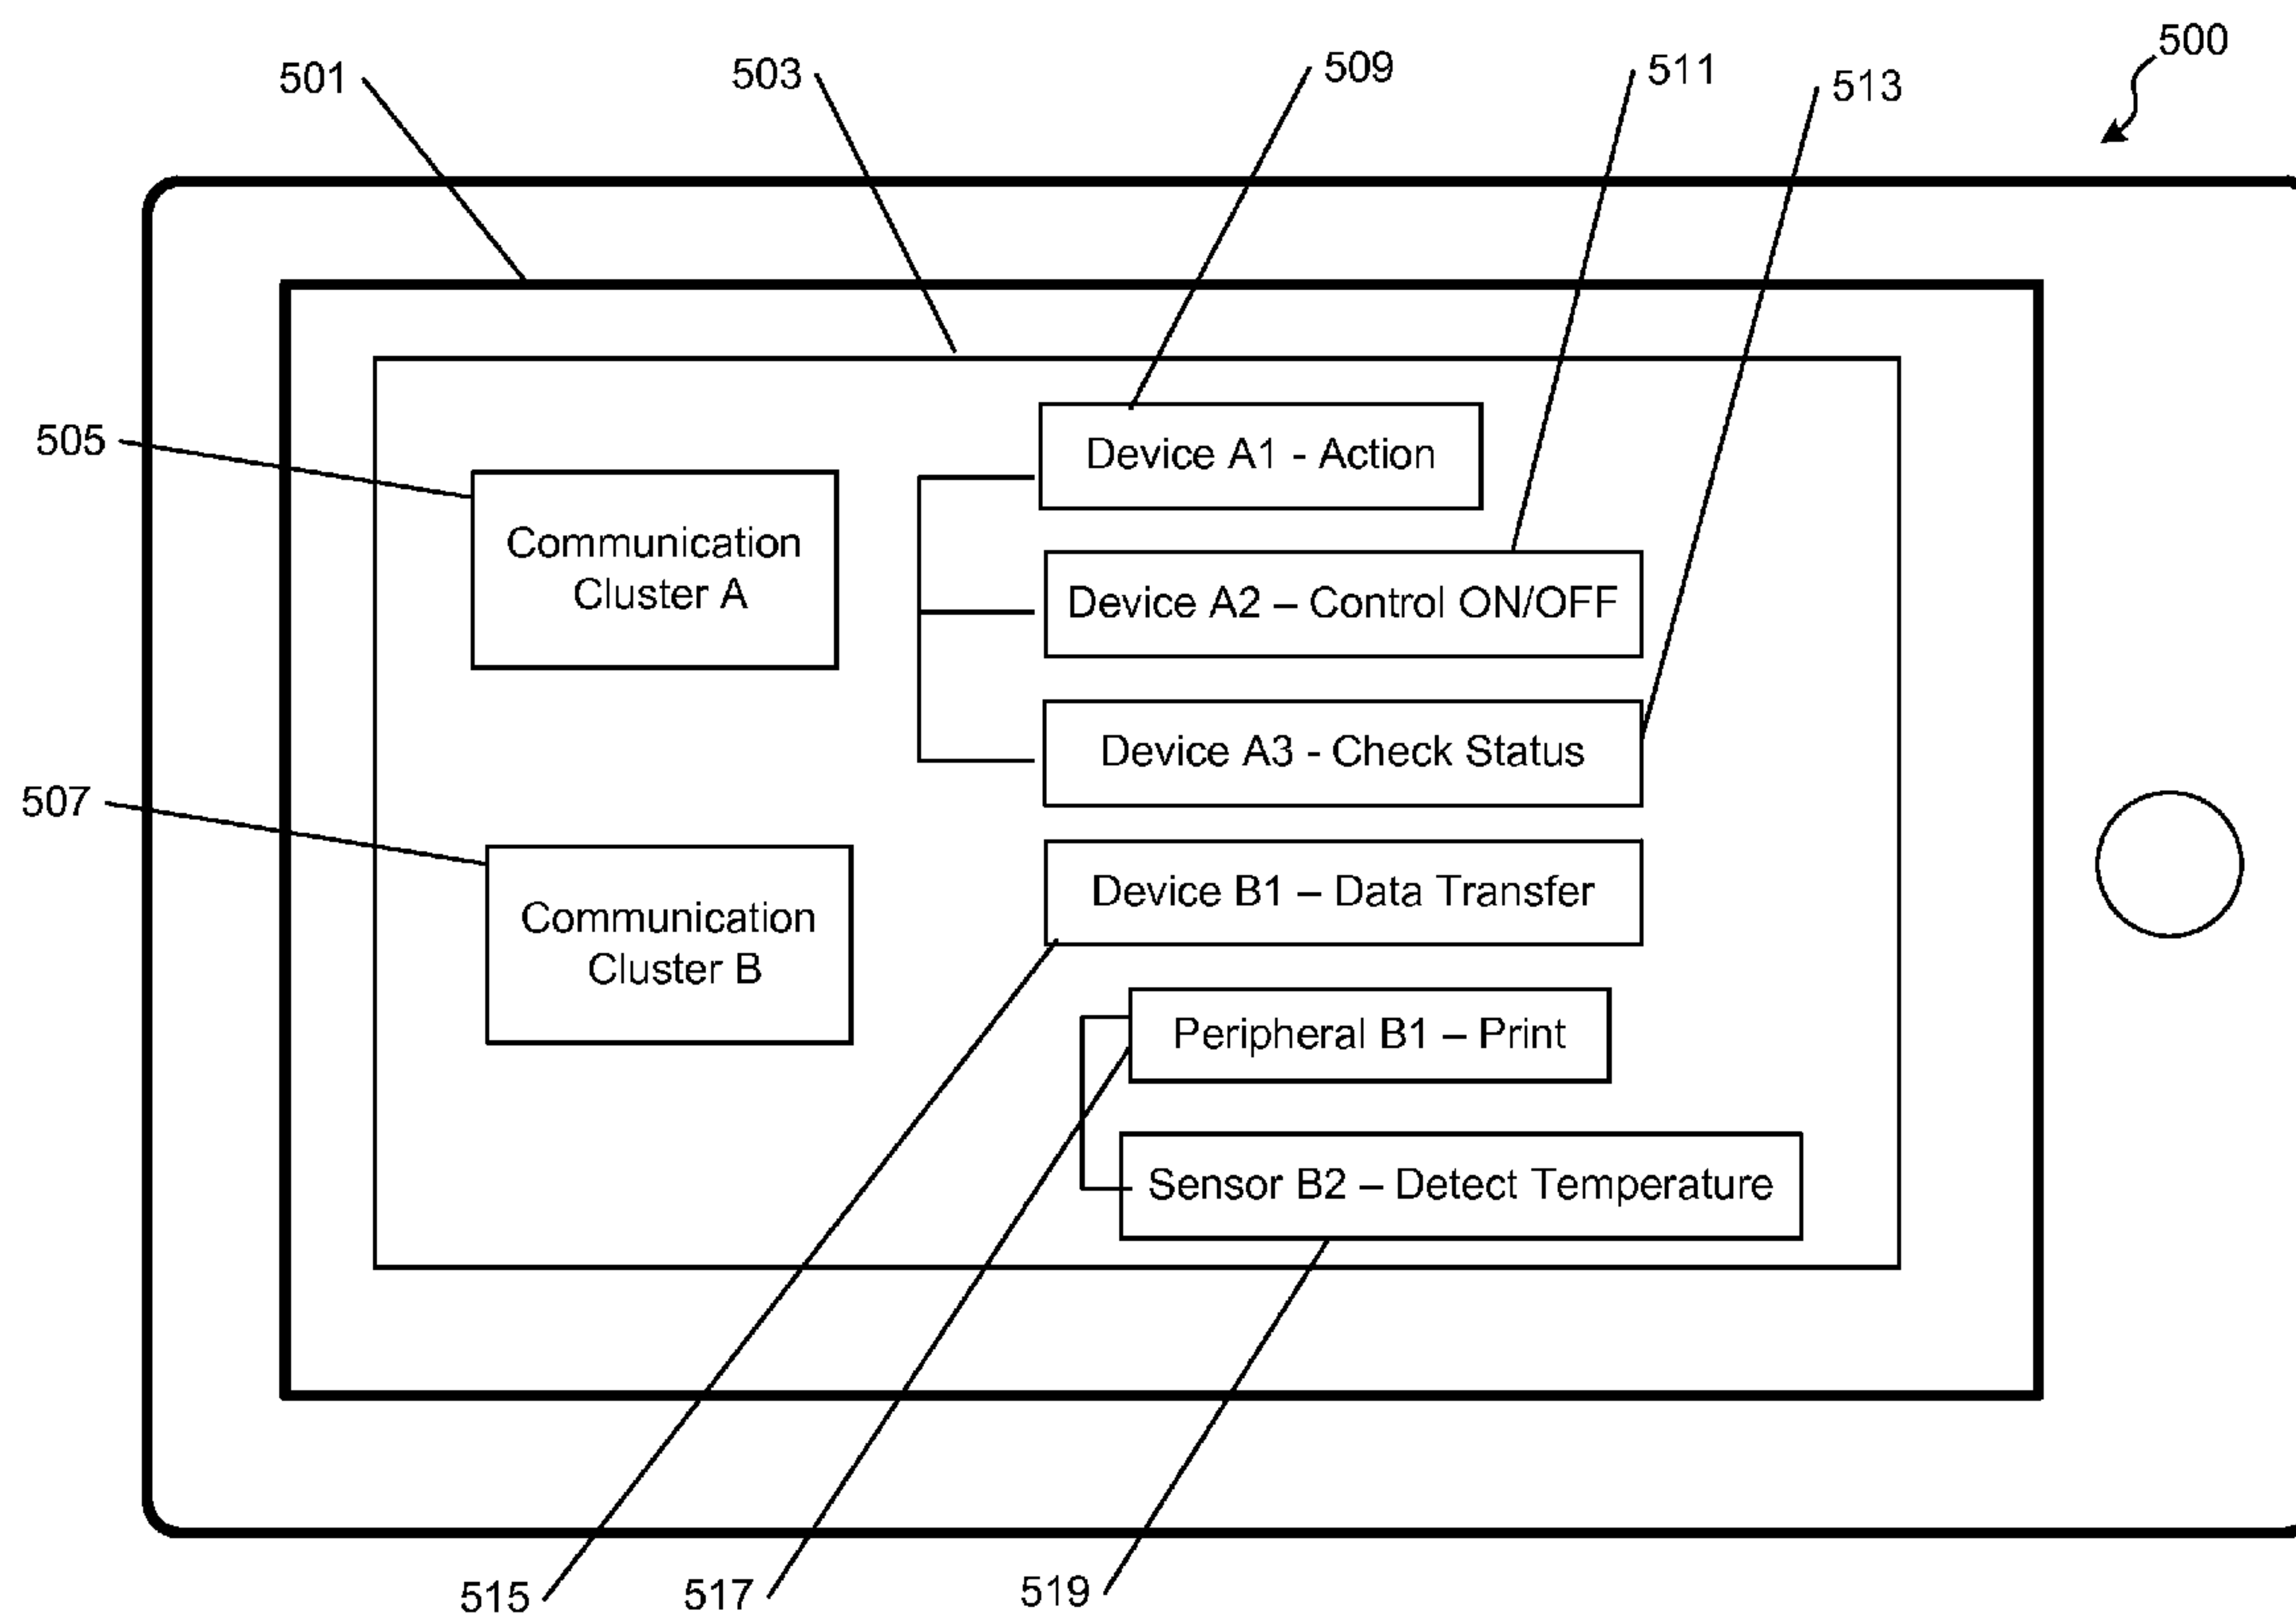 500
501
503
509
511
513
505
Device A1 - Action
Communication
Cluster A
Device A2 – Control ON/OFF
Device A3 - Check Status
507
Device B1 – Data Transfer
Communication
Cluster B
Peripheral B1 – Print
Sensor B2 – Detect Temperature
515
517
519